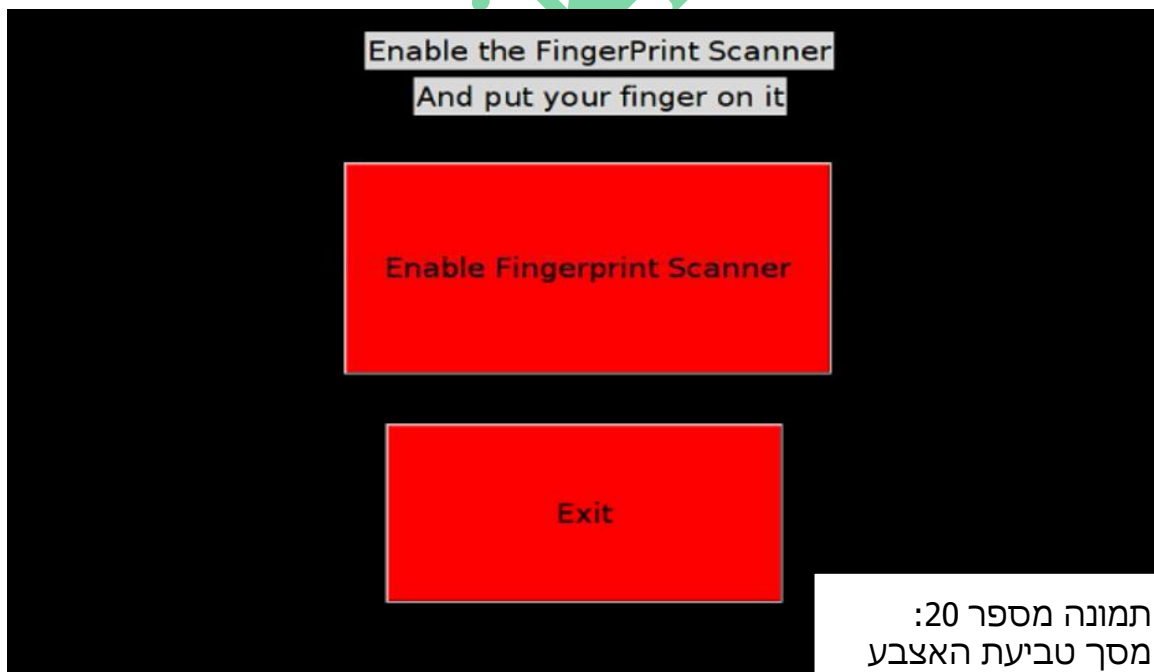 Enable the FingerPrint Scanner
And put your finger on it
Enable Fingerprint Scanner
Exit
תמונה מספר 20:
מסך טביעת האצבע